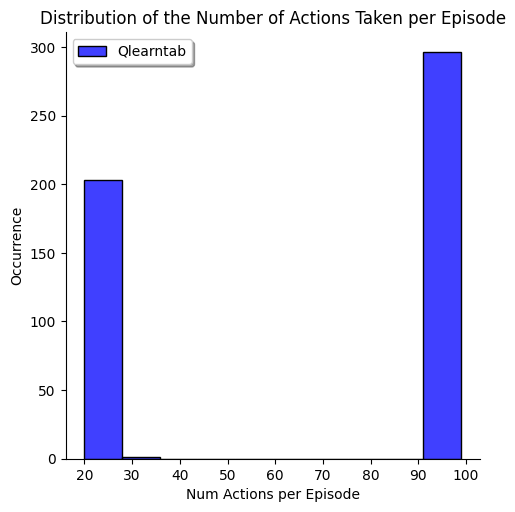 Distribution of the Number of Actions Taken per Episode
Qlearntab
300
250
200
150
100
50
0
Occurrence
20 30 40 50 60 70 80 90 100
Num Actions per Episode